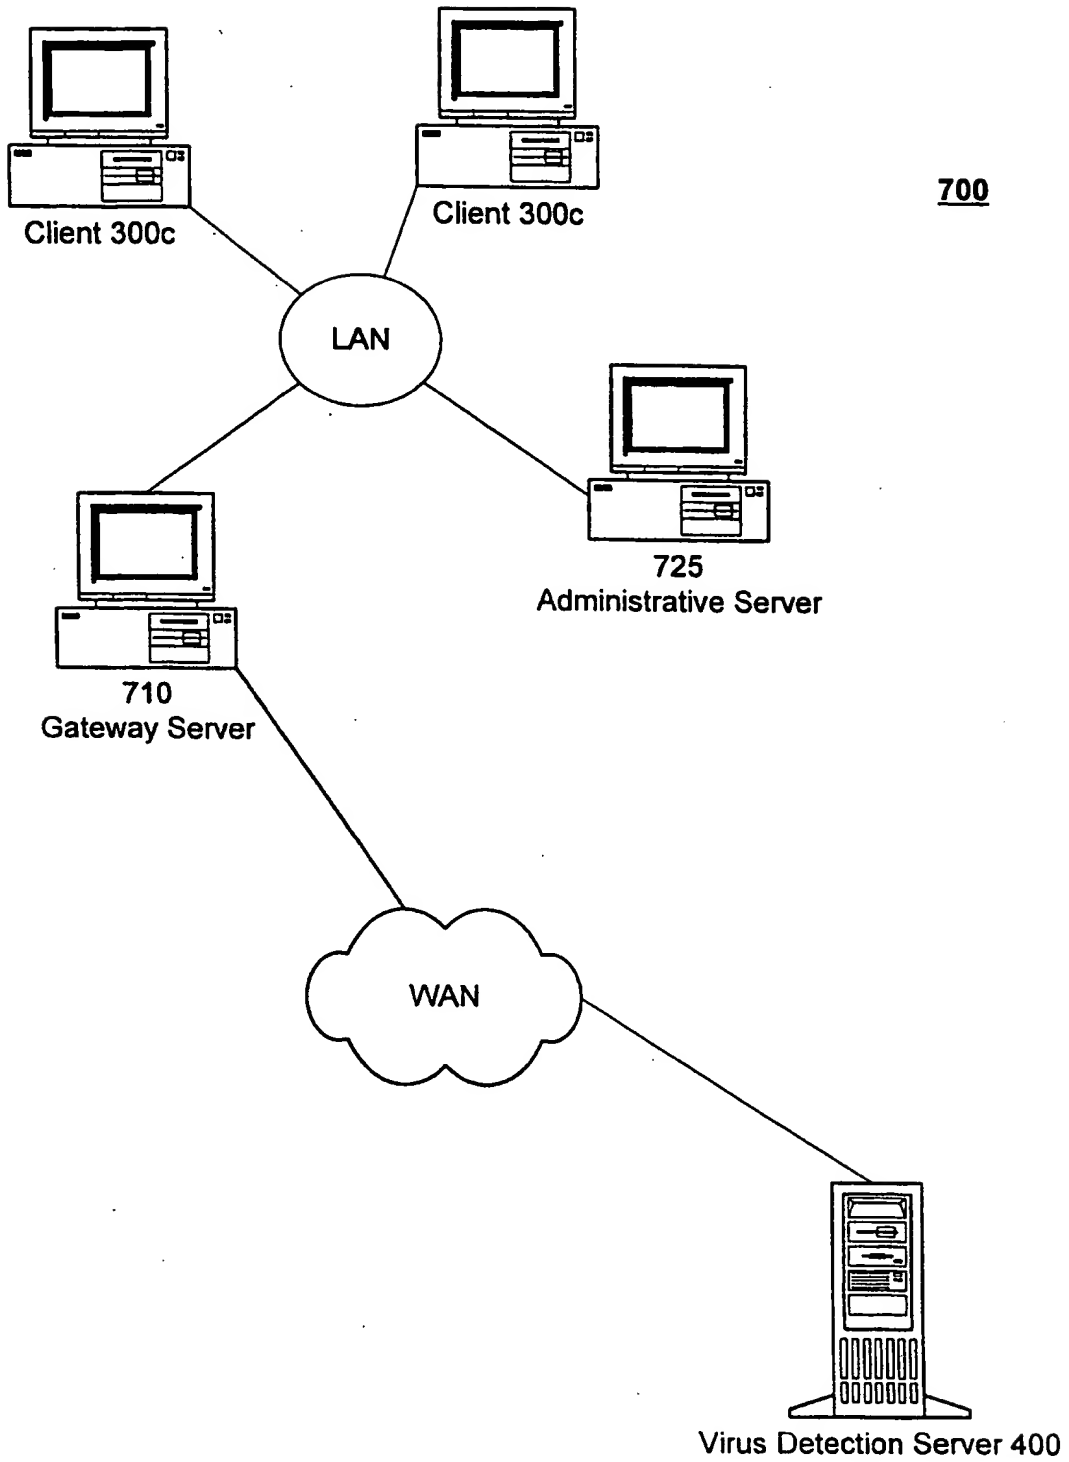 700
Client 300c
Client 300c
LAN
725
Administrative Server
710
Gateway Server
WAN
Virus Detection Server 400